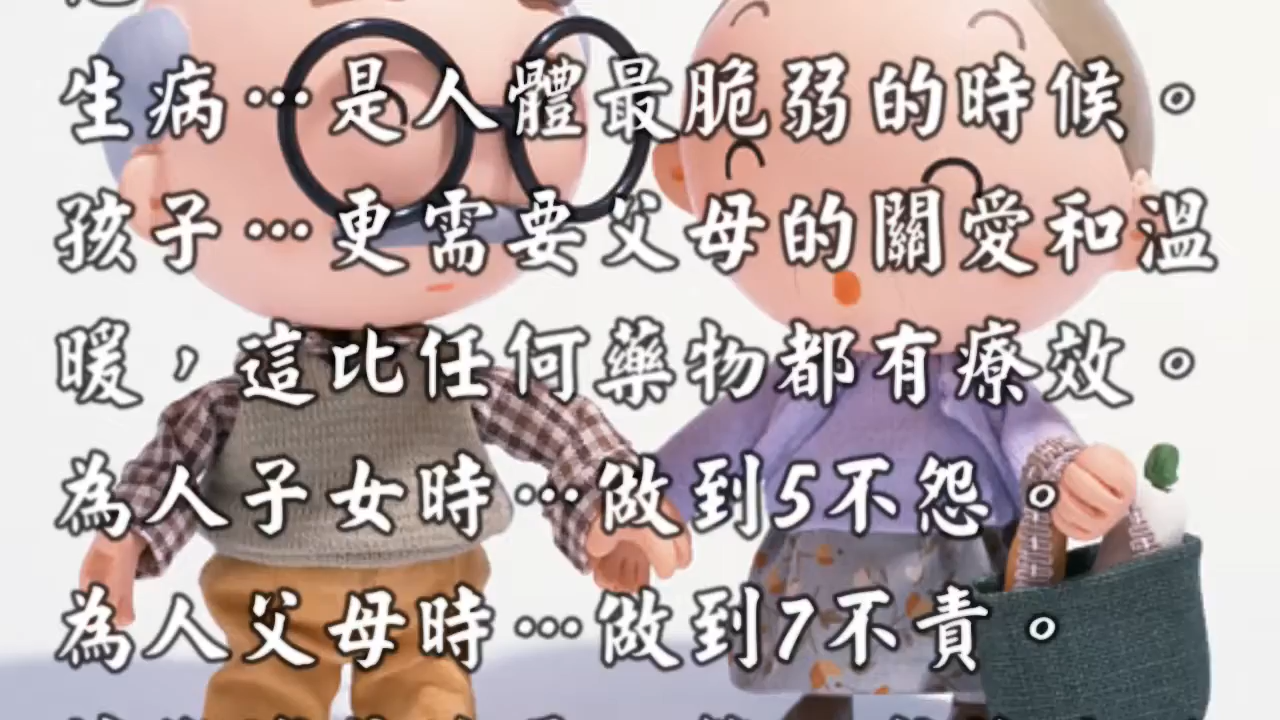 生病…是人體最脆弱的時候。
孩子…更需要父母的關愛和溫
暖，這比任何藥物都有療效。
為人子女時…做到5不怨。
為人父母時…做到7不責。